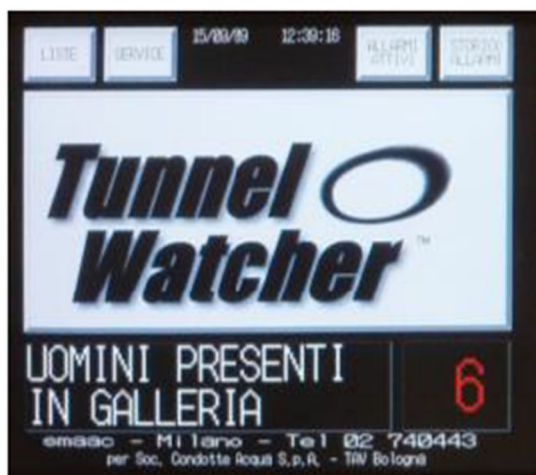 LISTE
SERVICE
15/09/09 12:39:16
ALLARMI
ATTIVI
STORICO
ALLARMI
Tunnel
Watcher ™
UOMINI PRESENTI
IN GALLERIA
6
emaac - Milano - Tel 02 740443
per Soc. Condotte Acqua S.p.A. - TAV Bologna